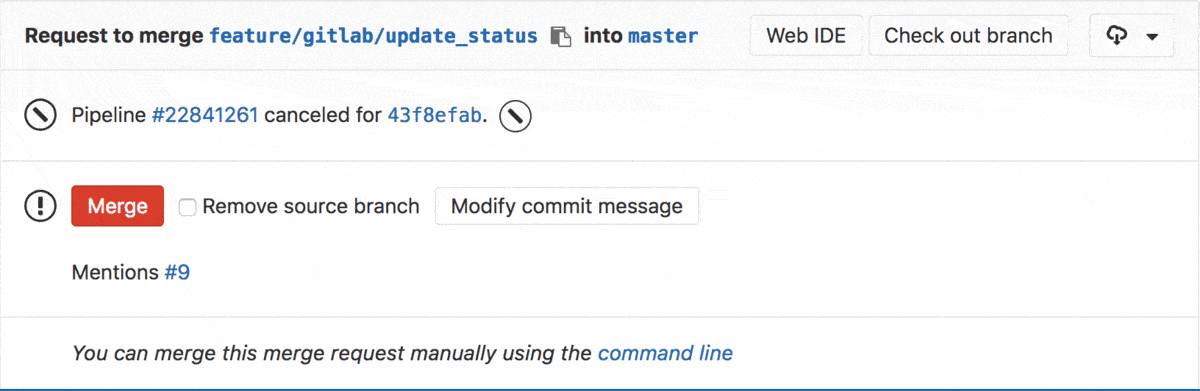 Request to merge feature/gitlab/update_status into master Web IDE Check out branch
Pipeline #22841261 canceled for 43f8efab.
Merge Remove source branch Modify commit message
Mentions #9
You can merge this merge request manually using the command line